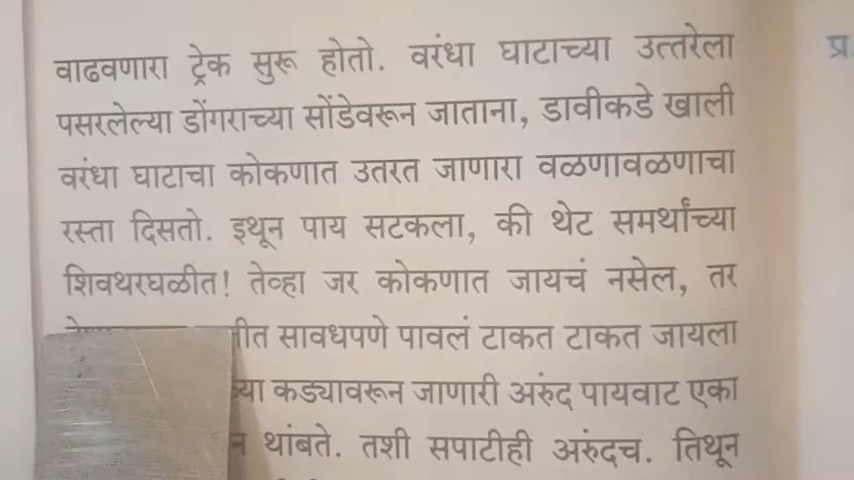 वाढवणारा ट्रेक सुरू होतो. वरंधा घाटाच्या उत्तरेला
पसरलेल्या डोंगराच्या सोंडेवरून जाताना, डावीकडे खाली
वरंधा घाटाचा कोकणात उतरत जाणारा वळणावळणाचा
रस्ता दिसतो. इथून पाय सटकला, की थेट समर्थांच्या
शिवथरघळीत! तेव्हा जर कोकणात जायचं नसेल, तर
सावधपणे पावलं टाकत टाकत जायला
कड्यावरून जाणारी अरुंद पायवाट एका
थांबते. तशी सपाटीही अरुंदच. तिथून
प्र